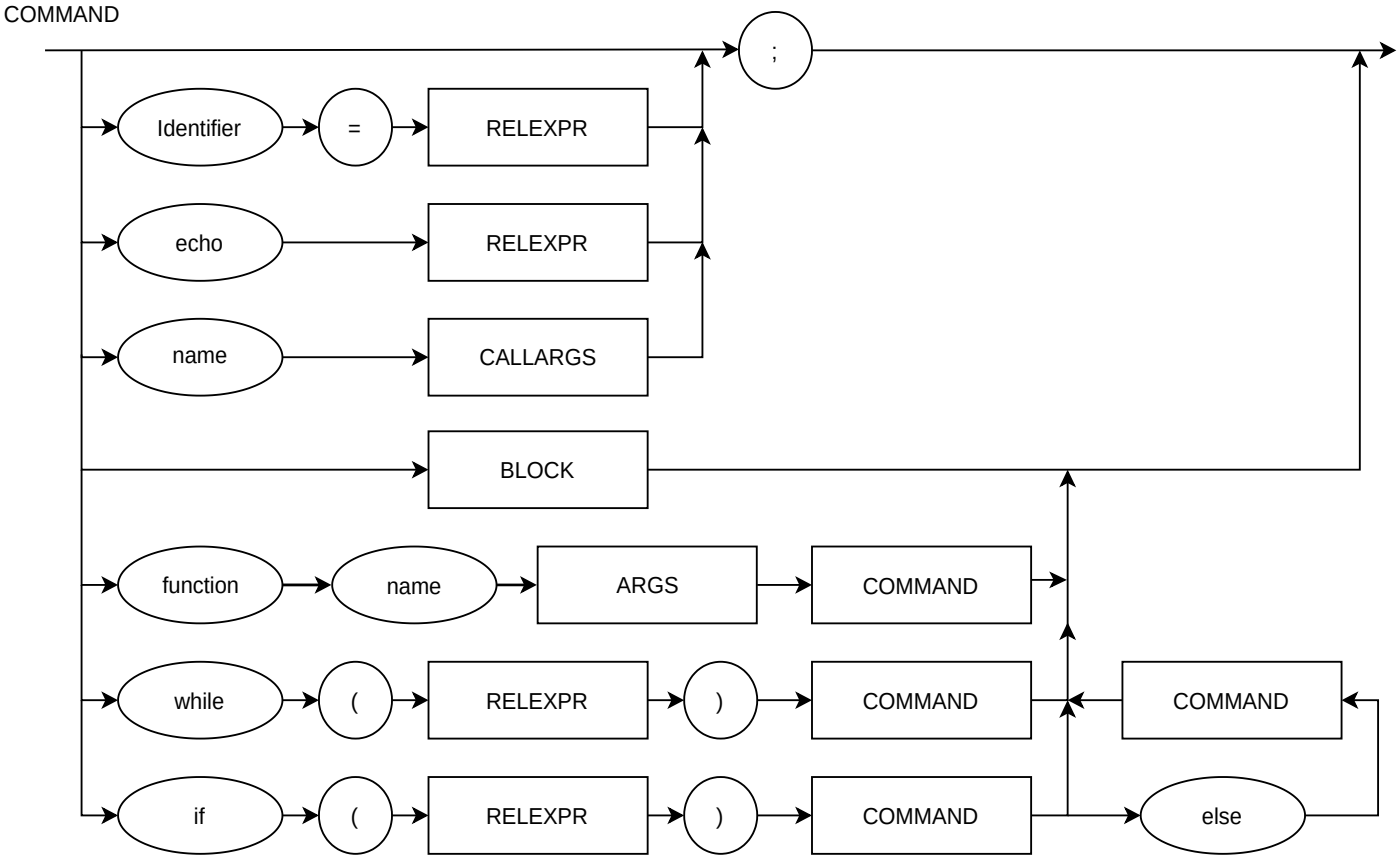 COMMAND
;
Identifier = RELEXPR
echo RELEXPR
name CALLARGS
BLOCK
function name ARGS COMMAND
while ( RELEXPR ) COMMAND COMMAND
if ( RELEXPR ) COMMAND else